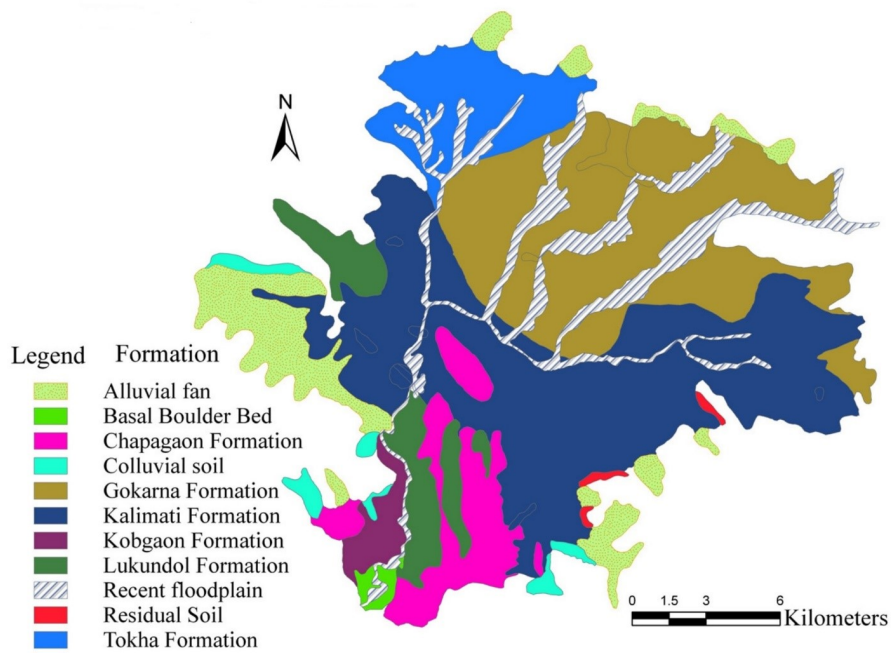 N
Legend Formation
Alluvial fan
Basal Boulder Bed
Chapagaon Formation
Colluvial soil
Gokarna Formation
Kalimati Formation
Kobgaon Formation
Lukundol Formation
Recent floodplain
Residual Soil
Tokha Formation
0 1.5 3 6
Kilometers